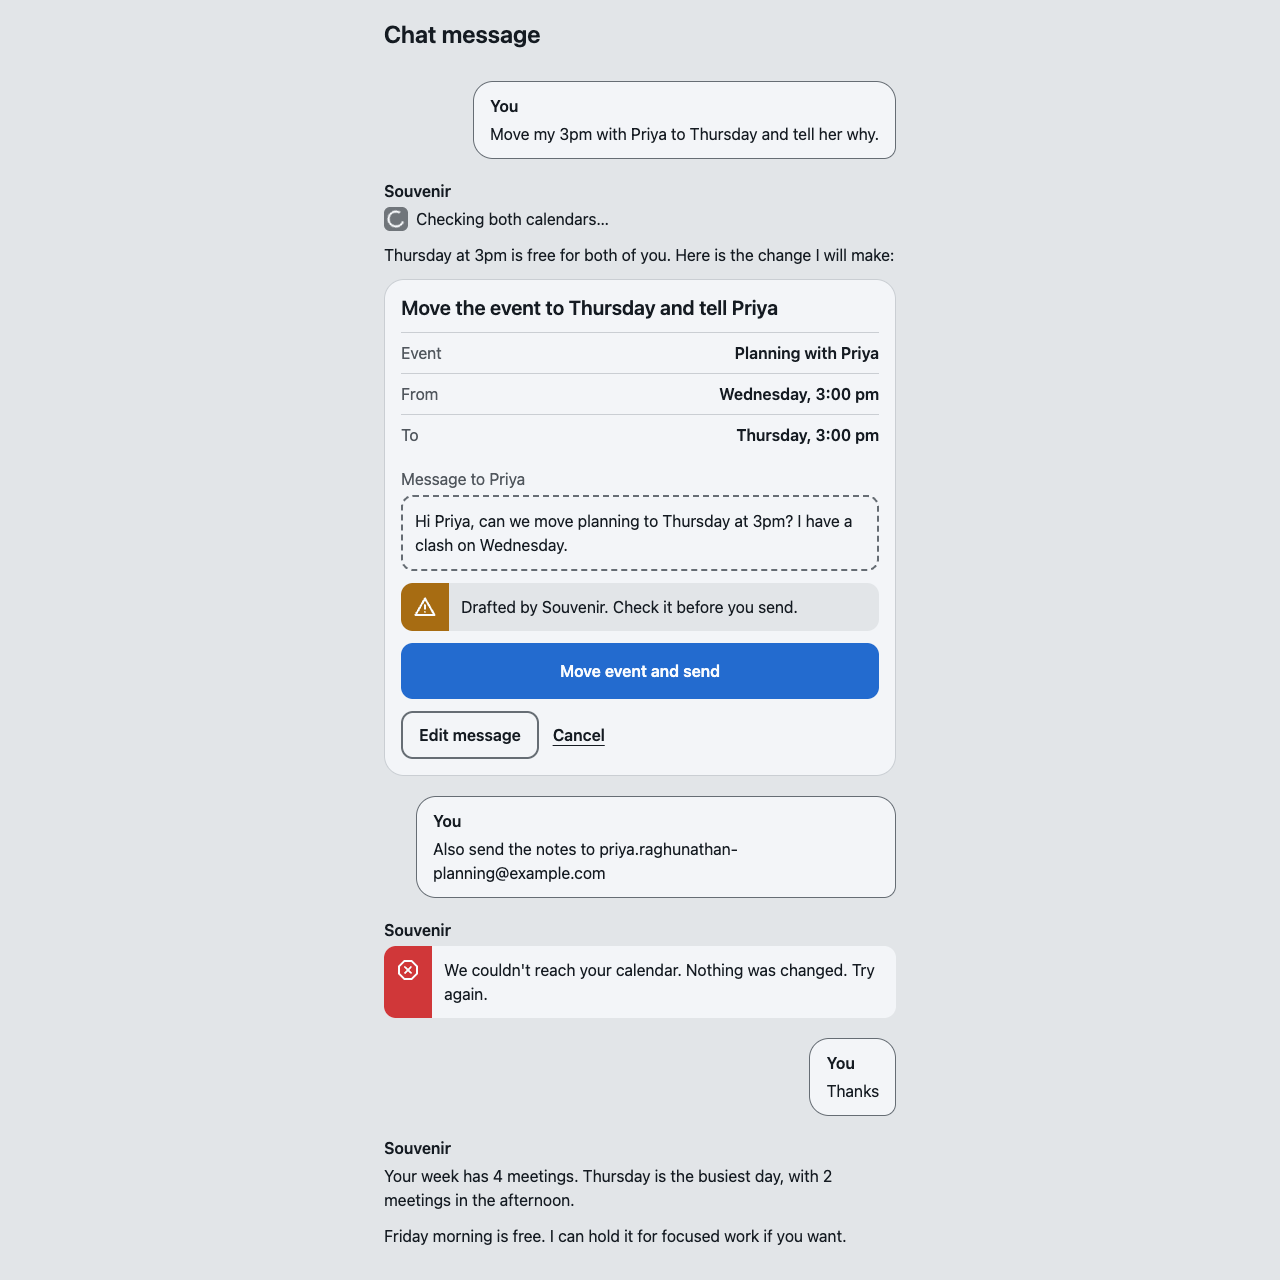 Chat message
You
Move my 3pm with Priya to Thursday and tell her why.
Souvenir
Checking both calendars...
Thursday at 3pm is free for both of you. Here is the change I will make:
Move the event to Thursday and tell Priya
Event Planning with Priya
From Wednesday, 3:00 pm
To Thursday, 3:00 pm
Message to Priya
Hi Priya, can we move planning to Thursday at 3pm? I have a
clash on Wednesday.
Drafted by Souvenir. Check it before you send.
Move event and send
Edit message Cancel
You
Also send the notes to priya.raghunathan-
planning@example.com
Souvenir
We couldn't reach your calendar. Nothing was changed. Try
again.
You
Thanks
Souvenir
Your week has 4 meetings. Thursday is the busiest day, with 2
meetings in the afternoon.
Friday morning is free. I can hold it for focused work if you want.